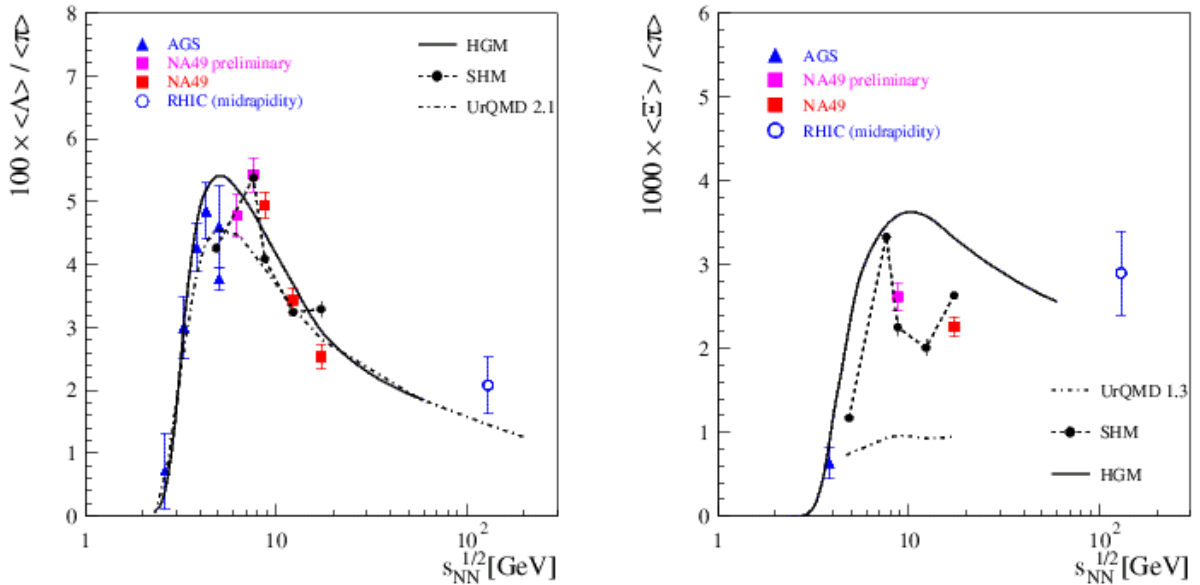 100 × <Λ> / <π>
8
7
6
5
4
3
2
1
0
AGS
NA49 preliminary
NA49
RHIC (midrapidity)
HGM
SHM
UrQMD 2.1
1
10
10²
s_NN^1/2 [GeV]
1000 × <Ξ⁻> / <π>
6
5
4
3
2
1
0
AGS
NA49 preliminary
NA49
RHIC (midrapidity)
UrQMD 1.3
SHM
HGM
1
10
10²
s_NN^1/2 [GeV]